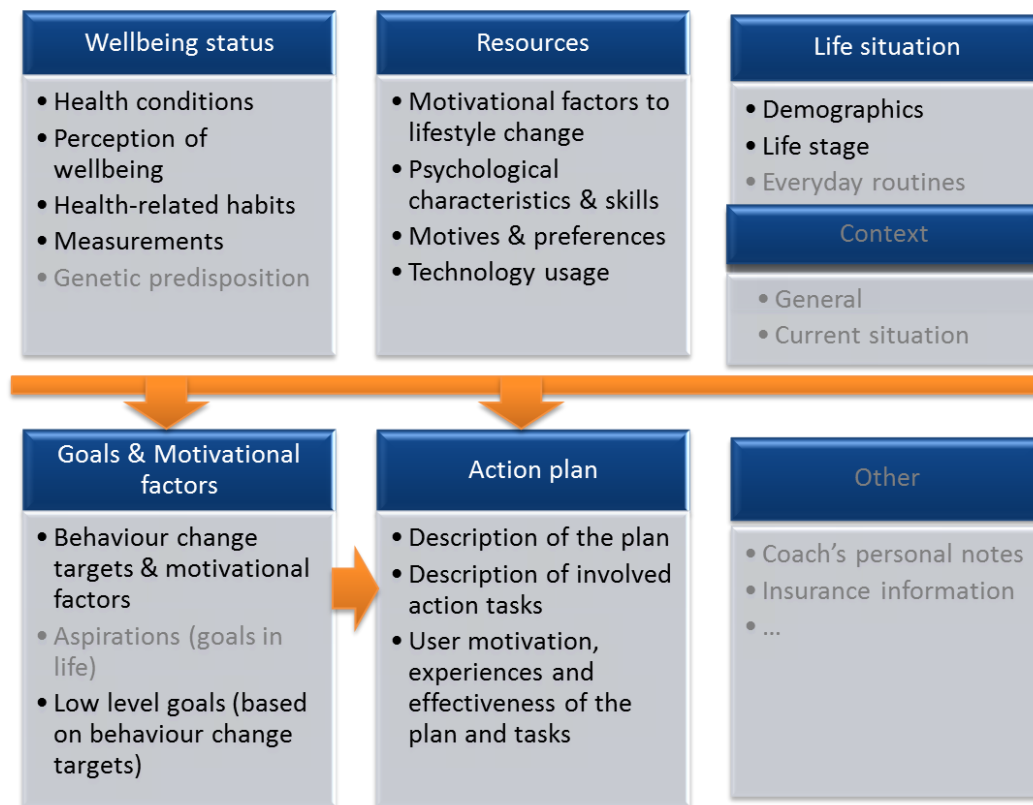 Wellbeing status
• Health conditions
• Perception of
wellbeing
• Health-related habits
• Measurements
• Genetic predisposition
Resources
• Motivational factors to
lifestyle change
• Psychological
characteristics & skills
• Motives & preferences
• Technology usage
Life situation
• Demographics
• Life stage
• Everyday routines
Context
• General
• Current situation
Goals & Motivational
factors
• Behaviour change
targets & motivational
factors
• Aspirations (goals in
life)
• Low level goals (based
on behaviour change
targets)
Action plan
• Description of the plan
• Description of involved
action tasks
• User motivation,
experiences and
effectiveness of the
plan and tasks
Other
• Coach’s personal notes
• Insurance information
• ...